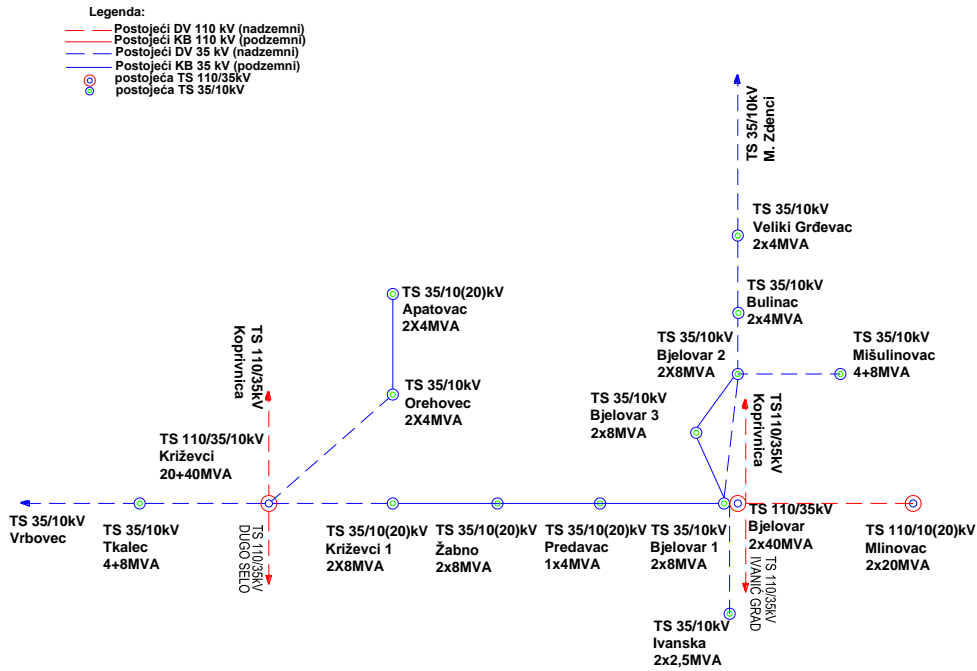 Legenda:
Postojeći DV 110 kV (nadzemni)
Postojeći KB 110 kV (podzemni)
Postojeći DV 35 kV (nadzemni)
Postojeći KB 35 kV (podzemni)
postojeća TS 110/35kV
postojeća TS 35/10kV
TS 35/10kV
M. Zdenci
TS 35/10kV
Veliki Grđevac
2x4MVA
TS 35/10kV
Bulinac
2x4MVA
TS 35/10(20)kV
Apatovac
2X4MVA
TS 110/35kV
Koprivnica
TS 35/10kV
Bjelovar 2
2X8MVA
TS 35/10kV
Mišulinovac
4+8MVA
TS 35/10kV
Orehovec
2X4MVA
TS 35/10kV
Bjelovar 3
2x8MVA
TS110/35kV
Koprivnica
TS 110/35/10kV
Križevci
20+40MVA
TS 35/10kV
Vrbovec
TS 35/10kV
Tkalec
4+8MVA
TS 110/35kV
DUGO SELO
TS 35/10(20)kV
Križevci 1
2X8MVA
TS 35/10(20)kV
Žabno
2x8MVA
TS 35/10(20)kV
Predavac
1x4MVA
TS 35/10kV
Bjelovar 1
2x8MVA
TS 110/35kV
Bjelovar
2x40MVA
TS 110/10(20)kV
Mlinovac
2x20MVA
TS 110/35kV
IVANIĆ GRAD
TS 35/10kV
Ivanska
2x2,5MVA